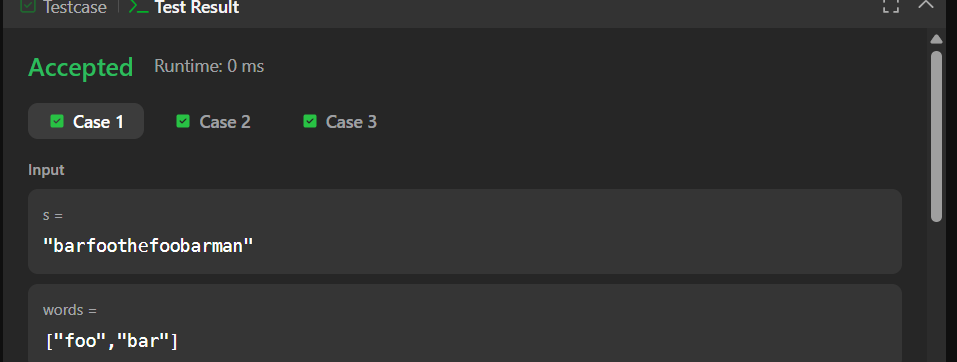 Testcase | >_ Test Result
Accepted Runtime: 0 ms
Case 1 Case 2 Case 3
Input
s =
"barfoothefoobarman"
words =
["foo","bar"]